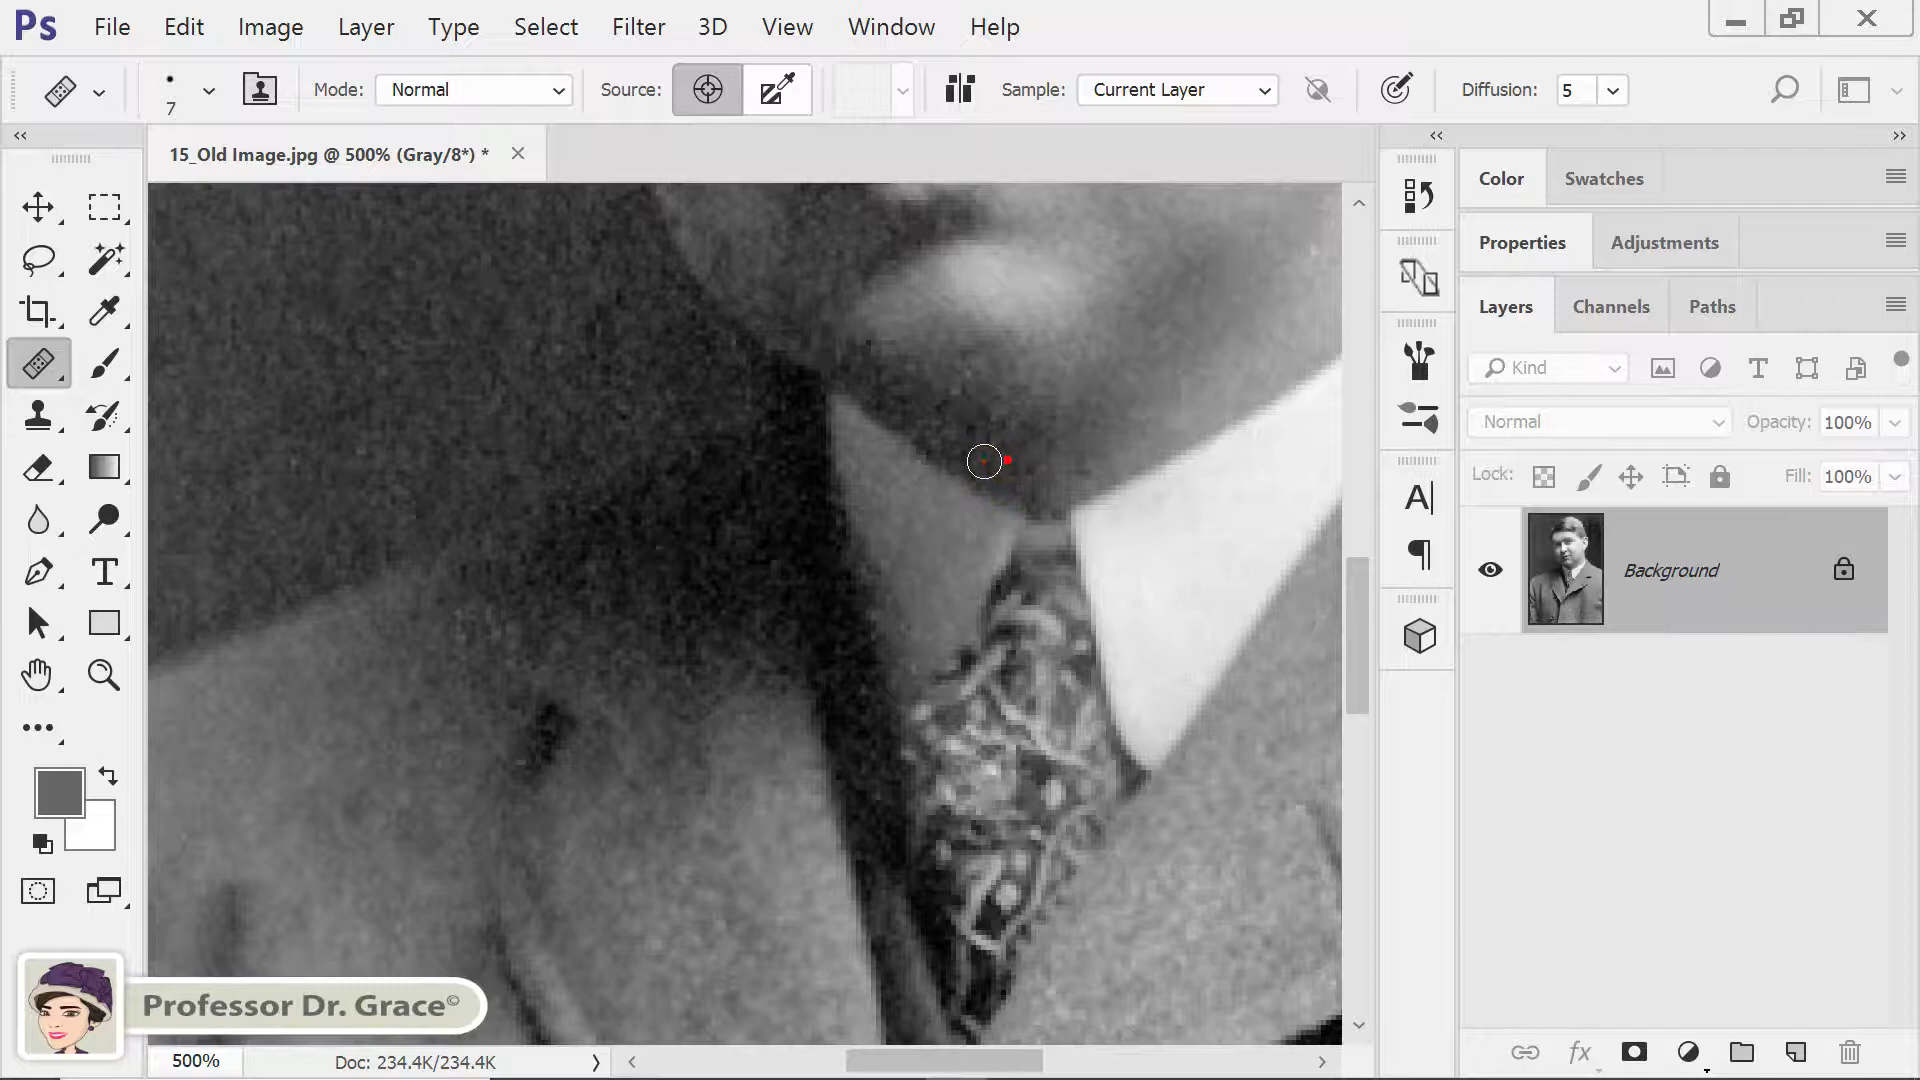 Ps File Edit Image Layer Type Select Filter 3D View Window Help
7 Mode: Normal Source: Sample: Current Layer Diffusion: 5
15_Old Image.jpg @ 500% (Gray/8*) *
Color Swatches
Properties Adjustments
Layers Channels Paths
Kind
Normal Opacity: 100%
Lock: Fill: 100%
Background
Professor Dr. Grace©
500% Doc: 234.4K/234.4K
fx